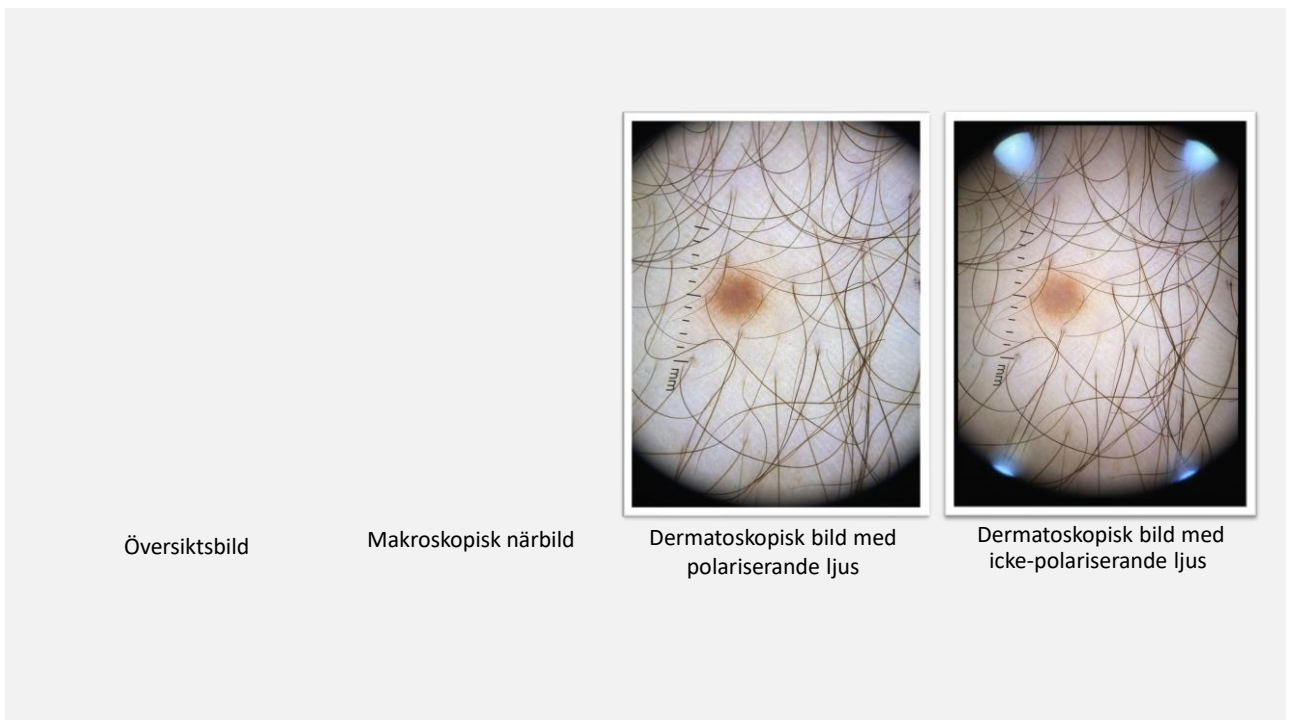 Översiktsbild
Makroskopisk närbild
Dermatoskopisk bild med
polariserande ljus
Dermatoskopisk bild med
icke-polariserande ljus
mm
mm